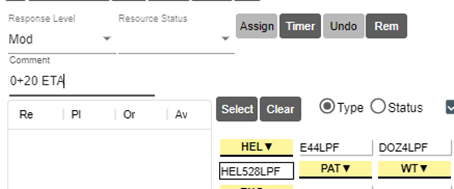 Response Level Resource Status Assign Timer Undo Rem
Mod
Comment
0+20 ETA
Re Pl Or Av Select Clear Type Status
HEL▼ E44LPF DOZ4LPF
HEL528LPF PAT▼ WT▼